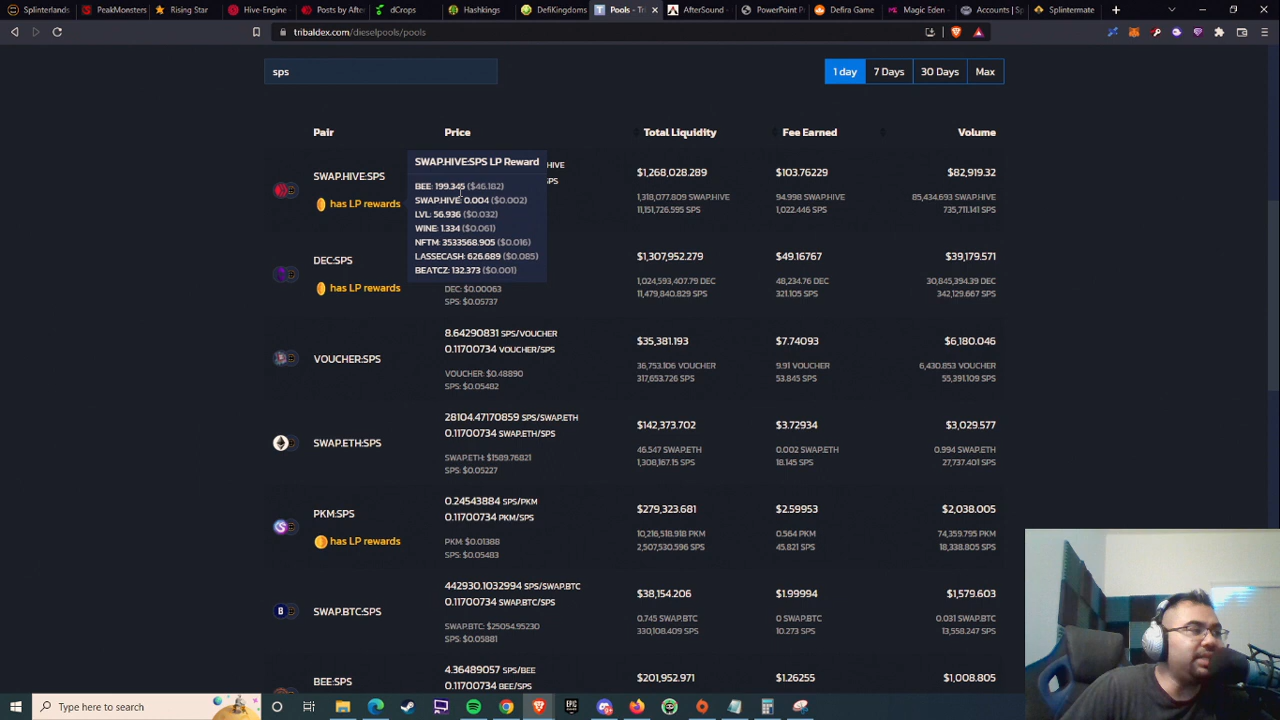 Splinterlands
PeakMonsters
Rising Star
Hive-Engine
Posts by After
dCrops
Hashkings
DefiKingdoms
Pools - Tri
AfterSound
PowerPoint P
Defira Game
Magic Eden
Accounts | Sp
Splintermate
tribaldex.com/dieselpools/pools
sps
1 day
7 Days
30 Days
Max
Pair
Price
Total Liquidity
Fee Earned
Volume
SWAP.HIVE:SPS
has LP rewards
SWAP.HIVE:SPS LP Reward
BEE: 199.345 ($46.182)
SWAP.HIVE: 0.004 ($0.002)
LVL: 56.936 ($0.032)
WINE: 1.334 ($0.061)
NFTM: 3533568.905 ($0.016)
LASSECASH: 626.689 ($0.085)
BEATCZ: 132.373 ($0.001)
HIVE
PS
$1,268,028.289
1,318,077.809 SWAP.HIVE
11,151,726.595 SPS
$103.76229
94.998 SWAP.HIVE
1,022.446 SPS
$82,919.32
85,434.693 SWAP.HIVE
735,711.141 SPS
DEC:SPS
has LP rewards
DEC: $0.00063
SPS: $0.05737
$1,307,952.279
1,024,593,407.79 DEC
11,479,840.829 SPS
$49.16767
48,234.76 DEC
321.105 SPS
$39,179.571
30,845,394.39 DEC
342,129.667 SPS
VOUCHER:SPS
8.64290831 SPS/VOUCHER
0.11700734 VOUCHER/SPS
VOUCHER: $0.48890
SPS: $0.05482
$35,381.193
36,753.106 VOUCHER
317,653.726 SPS
$7.74093
9.91 VOUCHER
53.845 SPS
$6,180.046
6,430.853 VOUCHER
55,391.109 SPS
SWAP.ETH:SPS
28104.47170859 SPS/SWAP.ETH
0.11700734 SWAP.ETH/SPS
SWAP.ETH: $1589.76821
SPS: $0.05227
$142,373.702
46.547 SWAP.ETH
1,308,167.15 SPS
$3.72934
0.002 SWAP.ETH
18.145 SPS
$3,029.577
0.994 SWAP.ETH
27,737.401 SPS
PKM:SPS
has LP rewards
0.24543884 SPS/PKM
0.11700734 PKM/SPS
PKM: $0.01388
SPS: $0.05483
$279,323.681
10,216,518.918 PKM
2,507,530.596 SPS
$2.59953
0.564 PKM
45.821 SPS
$2,038.005
74,359.795 PKM
18,338.805 SPS
SWAP.BTC:SPS
442930.1032994 SPS/SWAP.BTC
0.11700734 SWAP.BTC/SPS
SWAP.BTC: $25054.95230
SPS: $0.05881
$38,154.206
0.745 SWAP.BTC
330,108.409 SPS
$1.99994
0 SWAP.BTC
10.273 SPS
$1,579.603
0.031 SWAP.BTC
13,558.247 SPS
BEE:SPS
4.36489057 SPS/BEE
0.11700734 BEE/SPS
$201,952.971
$1.26255
$1,008.805
Type here to search